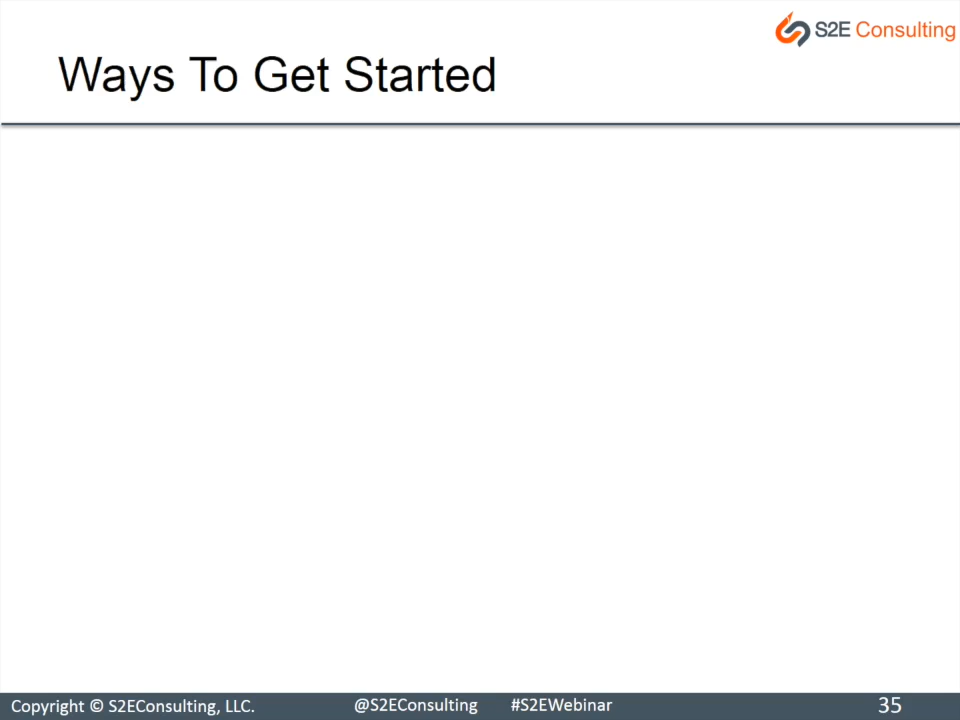 S2E Consulting
Ways To Get Started
Copyright © S2EConsulting, LLC. @S2EConsulting #S2EWebinar 35